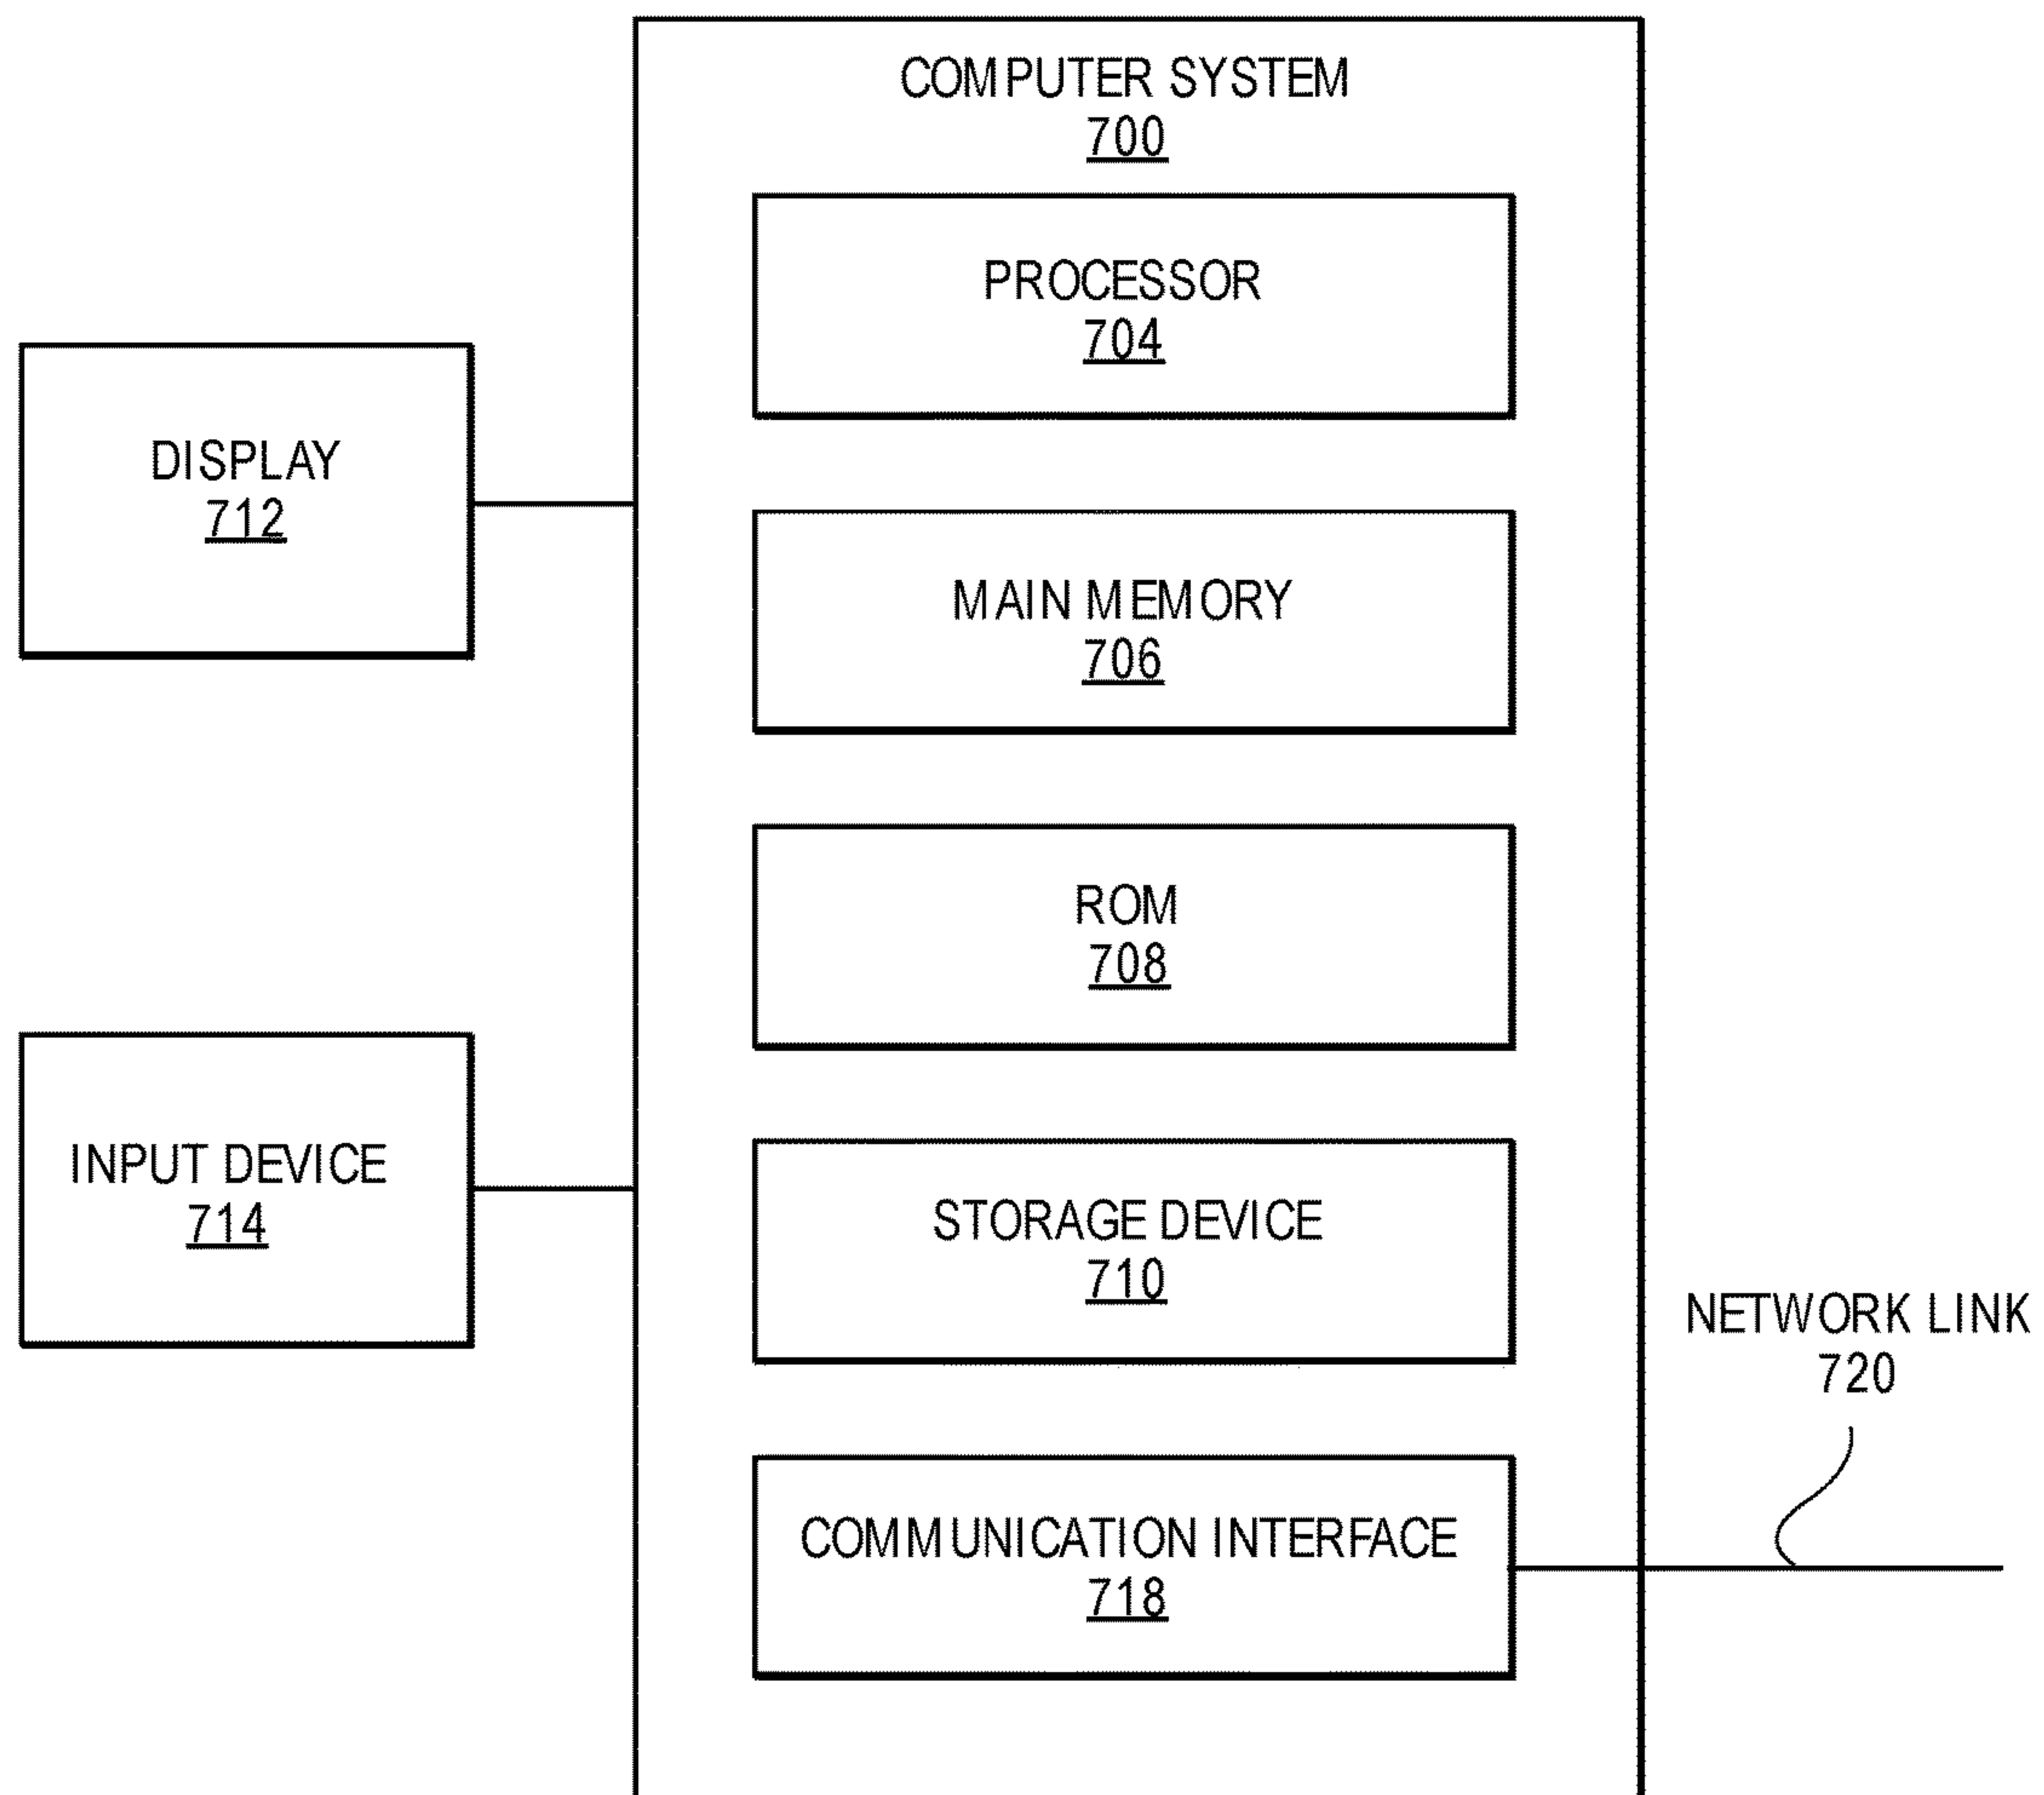 COMPUTER SYSTEM
700
PROCESSOR
704
DISPLAY
712
MAIN MEMORY
706
ROM
708
INPUT DEVICE
714
STORAGE DEVICE
710
NETWORK LINK
720
COMMUNICATION INTERFACE
718